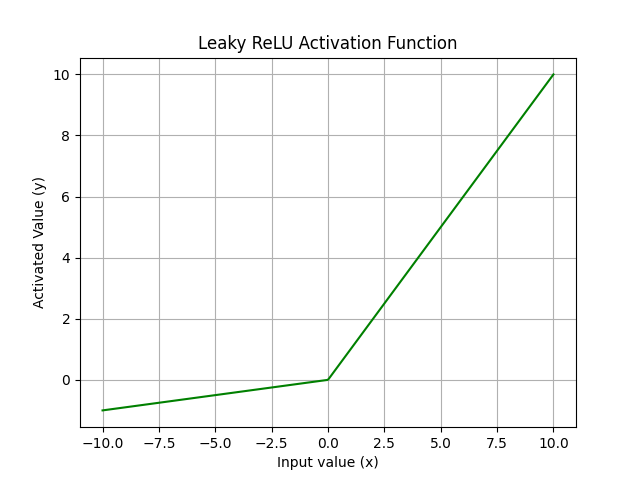 Leaky ReLU Activation Function
10
8
6
4
2
0
Activated Value (y)
−10.0 −7.5 −5.0 −2.5 0.0 2.5 5.0 7.5 10.0
Input value (x)